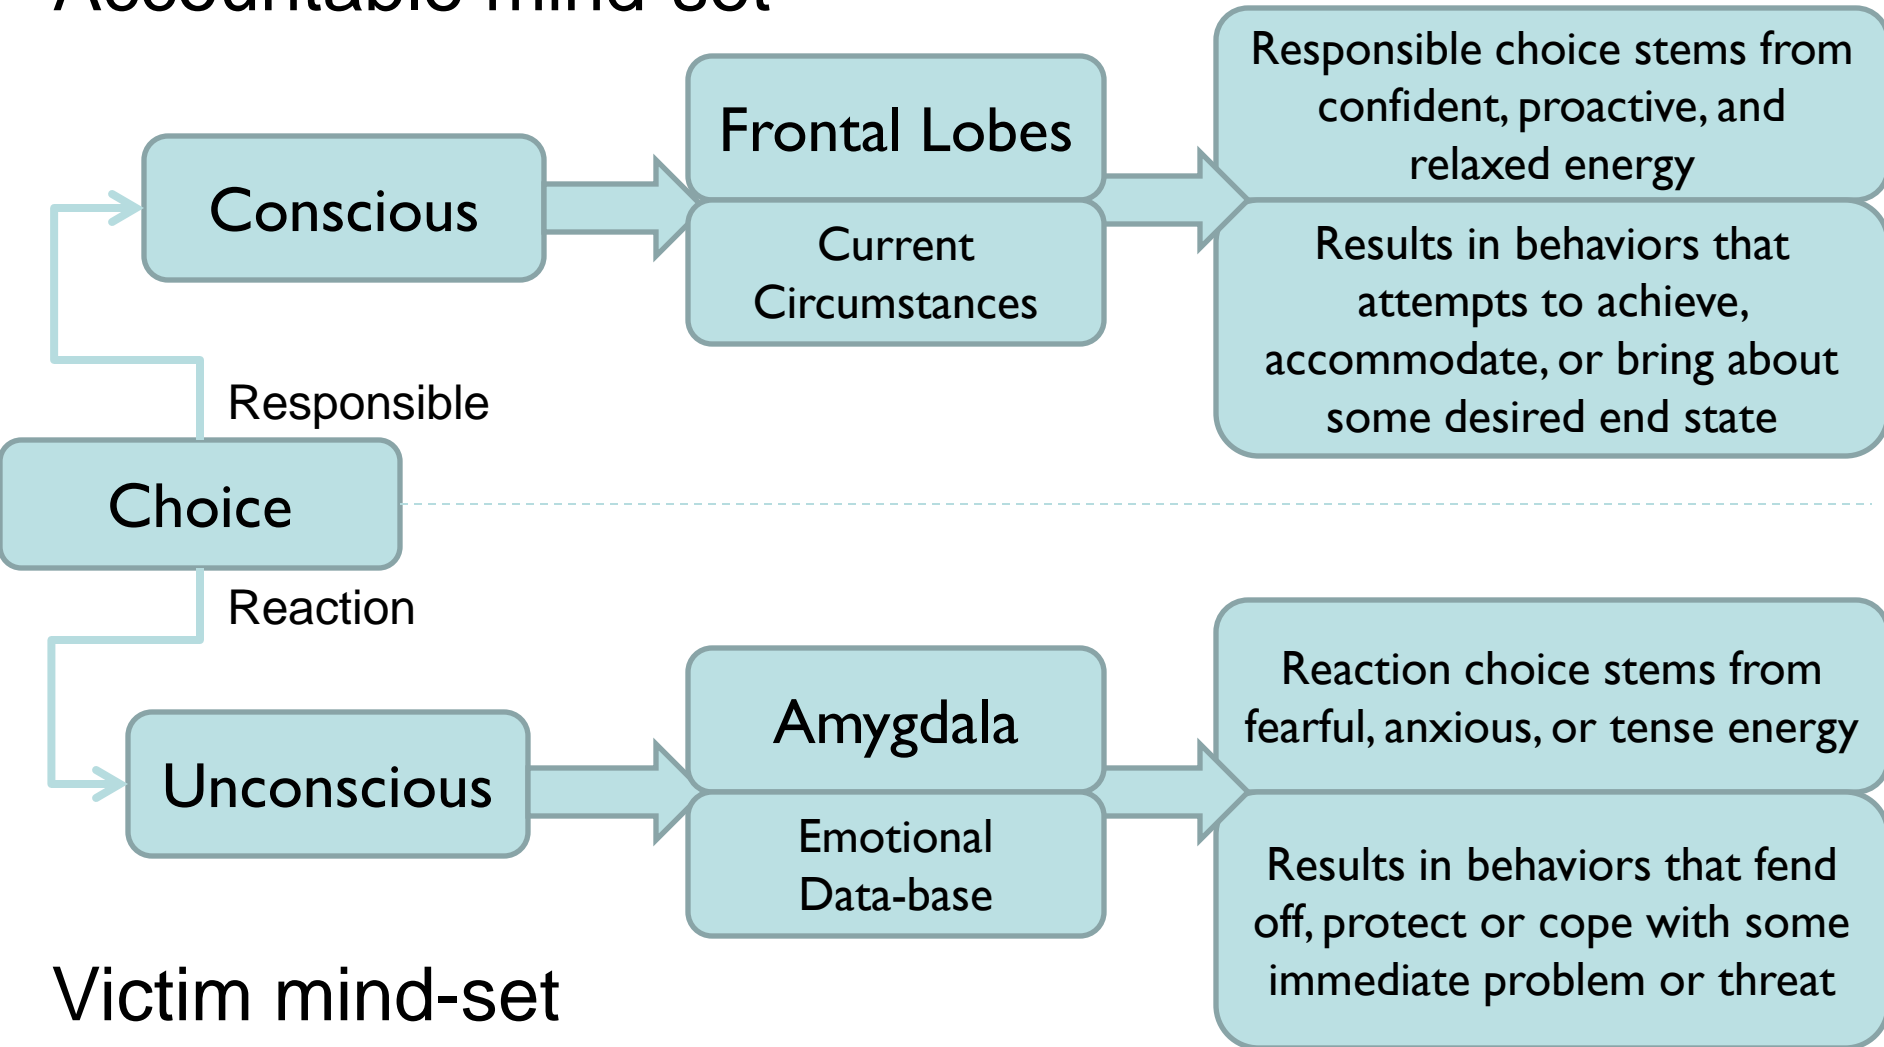 Accountable mind-set
Conscious
Frontal Lobes
Current
Circumstances
Responsible choice stems from
confident, proactive, and
relaxed energy
Results in behaviors that
attempts to achieve,
accommodate, or bring about
some desired end state
Responsible
Choice
Reaction
Unconscious
Amygdala
Emotional
Data-base
Reaction choice stems from
fearful, anxious, or tense energy
Results in behaviors that fend
off, protect or cope with some
immediate problem or threat
Victim mind-set